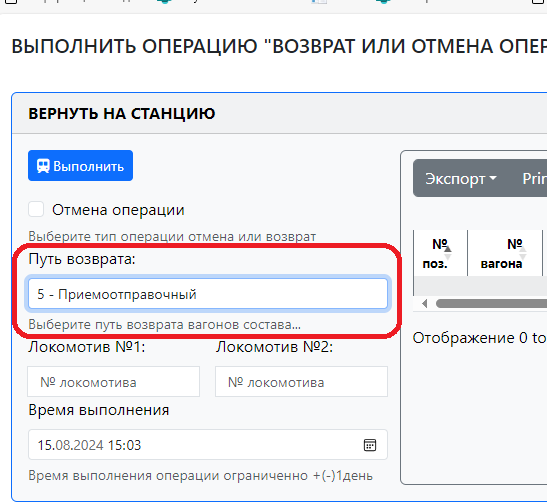 ВЫПОЛНИТЬ ОПЕРАЦИЮ "ВОЗВРАТ ИЛИ ОТМЕНА
ВЕРНУТЬ НА СТАНЦИЮ
Выполнить
Отмена операции
Выберите тип операции отмена или возврат
Путь возврата:
5 - Приемоотправочный
Выберите путь возврата вагонов состава...
Локомотив №1:
Локомотив №2:
№ локомотива
№ локомотива
Время выполнения
15.08.2024 15:03
Время выполнения операции ограниченно +(-)1день
Экспорт
№
поз.
№
вагона
Отображение 0 to